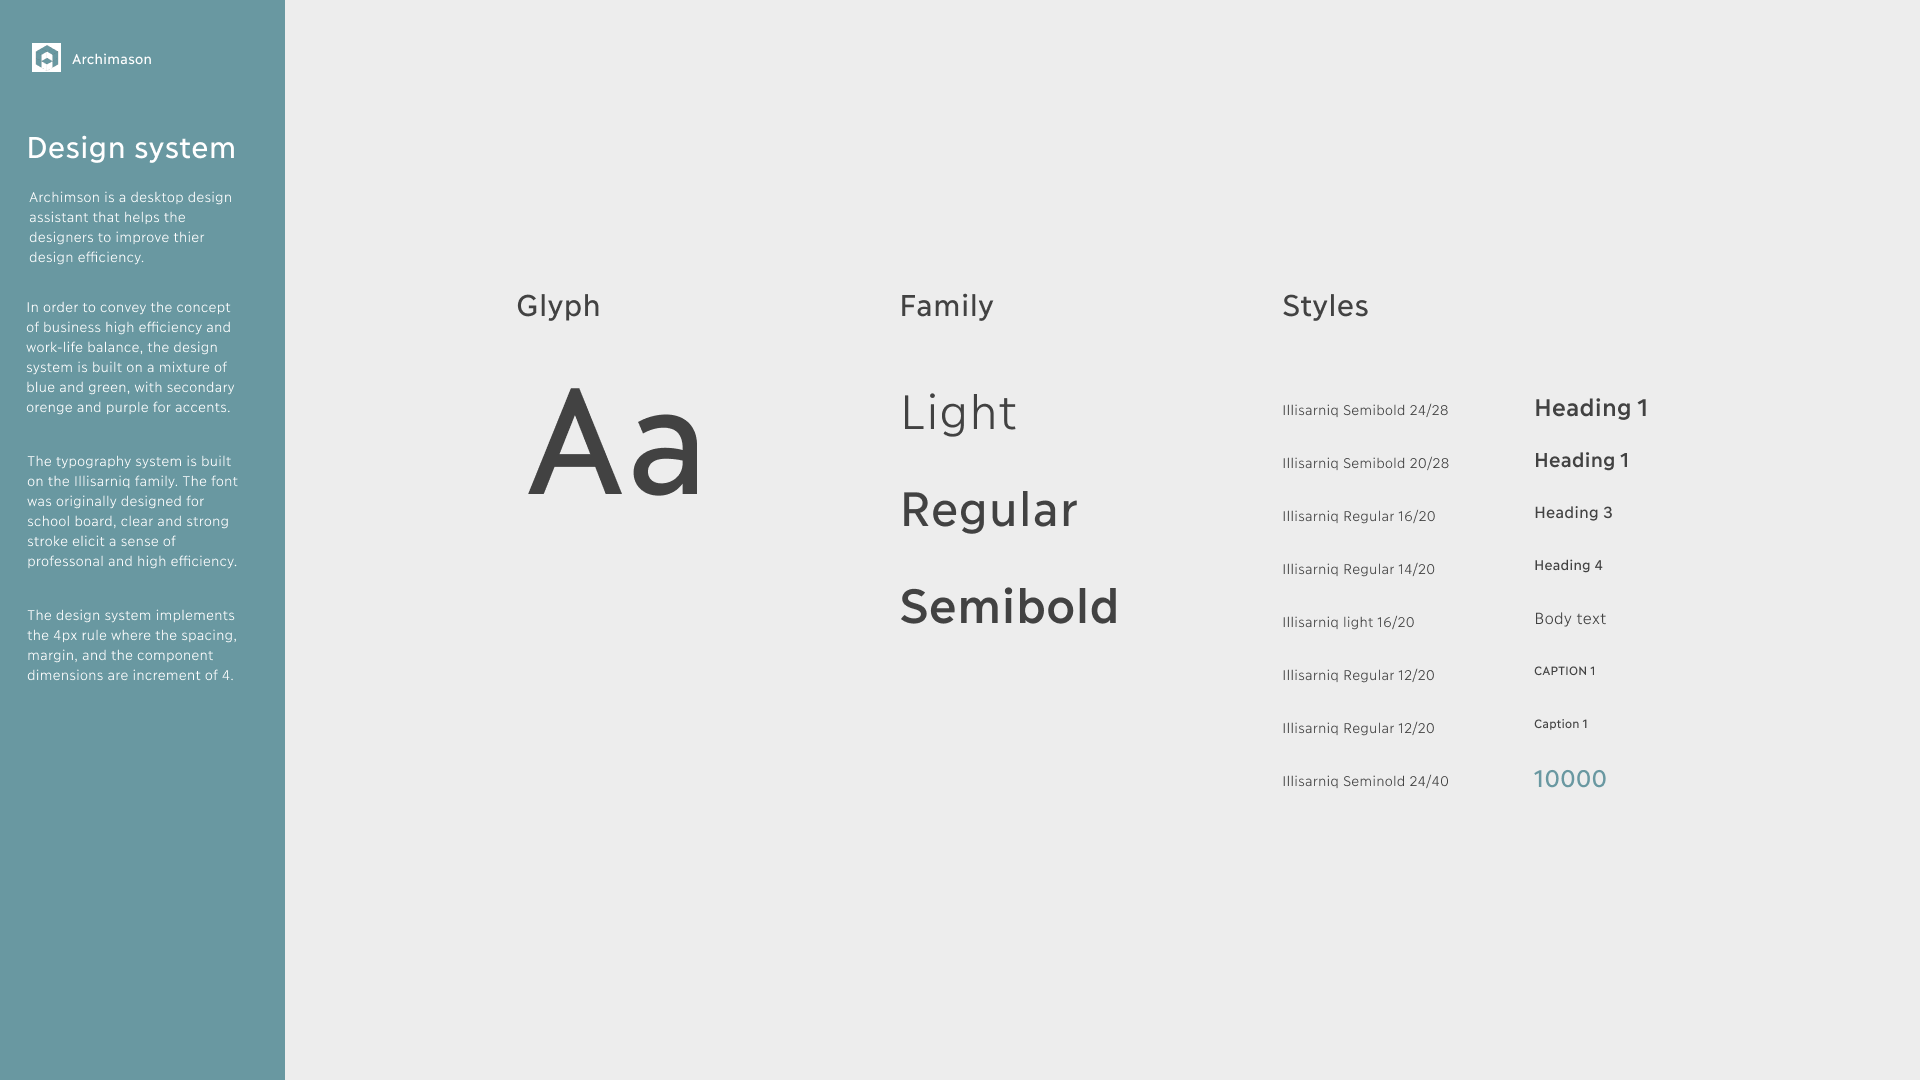 Archimason
Design system
Archimson is a desktop design
assistant that helps the
designers to improve thier
design efficiency.
In order to convey the concept
of business high efficiency and
work-life balance, the design
system is built on a mixture of
blue and green, with secondary
orenge and purple for accents.
The typography system is built
on the Illisarniq family. The font
was originally designed for
school board, clear and strong
stroke elicit a sense of
professonal and high efficiency.
The design system implements
the 4px rule where the spacing,
margin, and the component
dimensions are increment of 4.
Glyph
Aa
Family
Light
Regular
Semibold
Styles
Illisarniq Semibold 24/28 Heading 1
Illisarniq Semibold 20/28 Heading 1
Illisarniq Regular 16/20 Heading 3
Illisarniq Regular 14/20 Heading 4
Illisarniq light 16/20 Body text
Illisarniq Regular 12/20 CAPTION 1
Illisarniq Regular 12/20 Caption 1
Illisarniq Seminold 24/40 10000